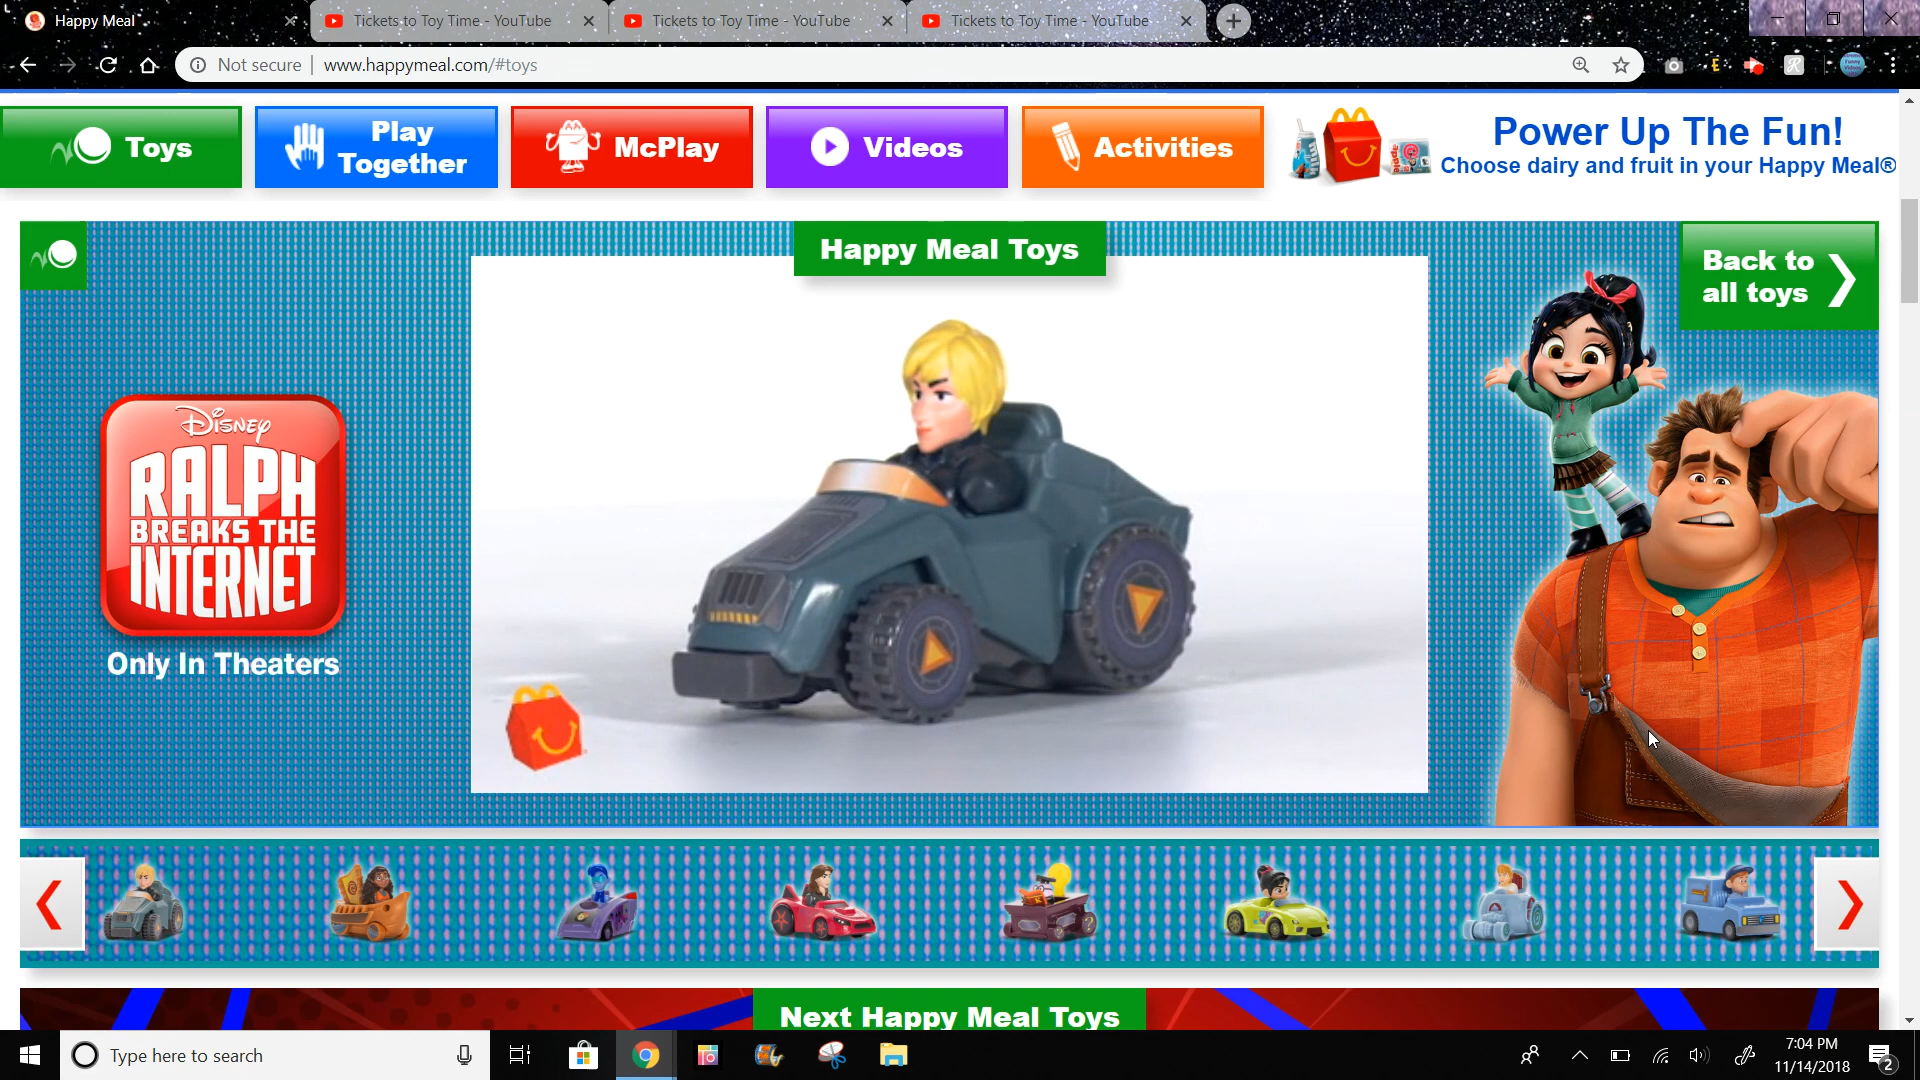 Happy Meal
Tickets to Toy Time - YouTube
Tickets to Toy Time - YouTube
Tickets to Toy Time - YouTube
Not secure | www.happymeal.com/#toys
Toys
Play
Together
McPlay
Videos
Activities
Power Up The Fun!
Choose dairy and fruit in your Happy Meal®
Happy Meal Toys
Back to
all toys
Disney
RALPH
BREAKS THE
INTERNET
Only In Theaters
Next Happy Meal Toys
Type here to search
7:04 PM
11/14/2018
2